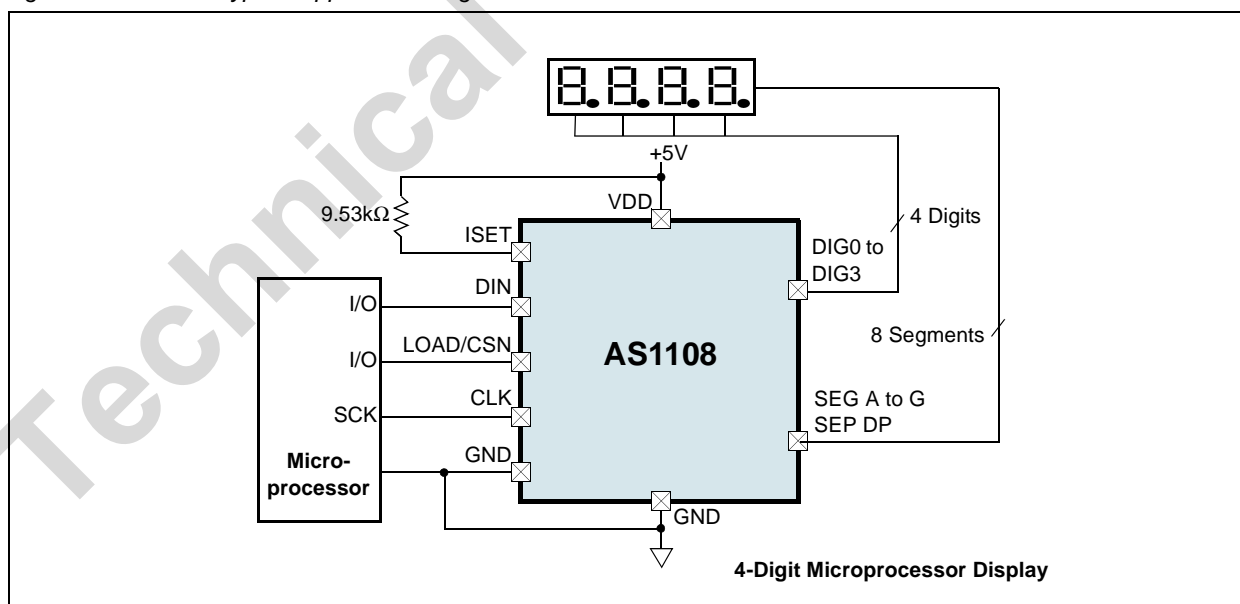 Technical
+5V
9.53kΩ
VDD
4 Digits
ISET
DIG0 to
DIG3
DIN
I/O
LOAD/CSN
I/O
AS1108
8 Segments
CLK
SCK
SEG A to G
SEP DP
GND
Micro-
processor
GND
4-Digit Microprocessor Display